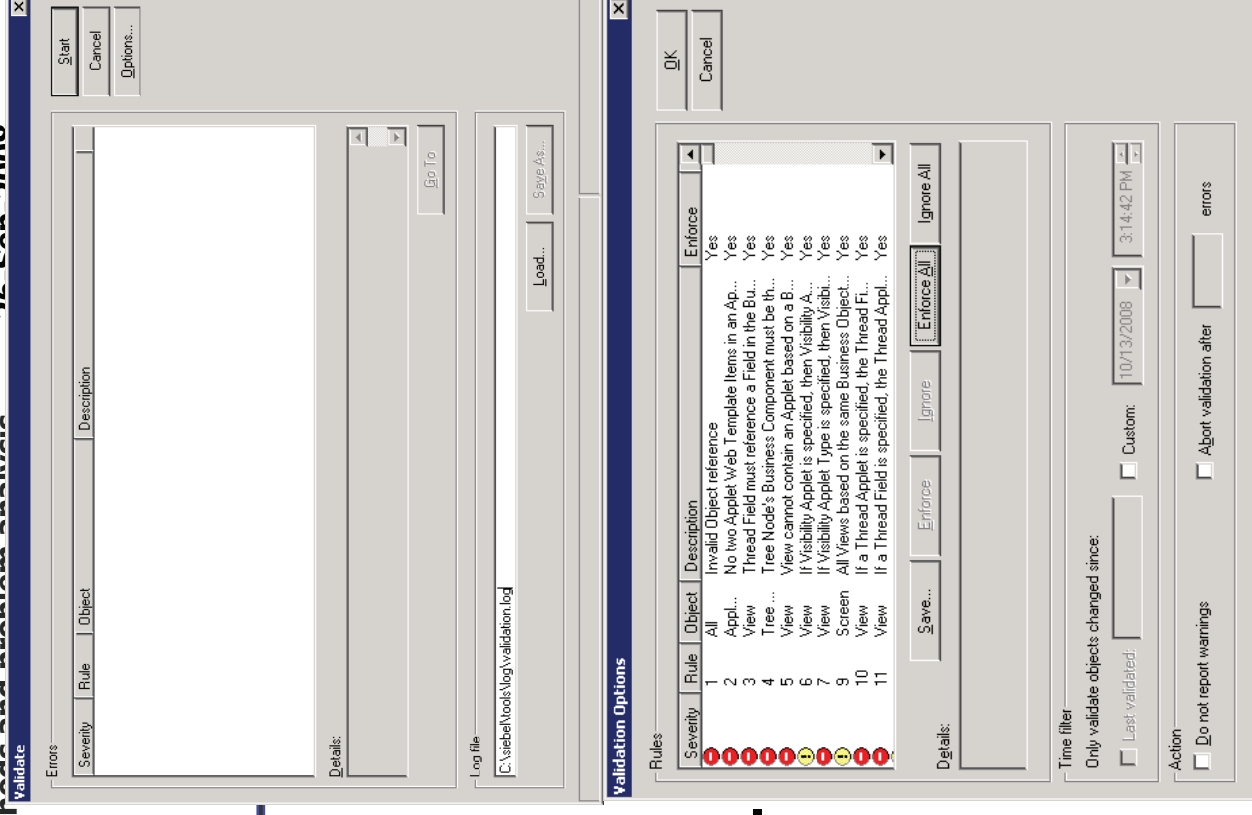 Validate
Errors
Severity Rule Object Description
Details:
Go To
Log file
C:\siebel\tools\log\validation.log
Load... Save As...
Start
Cancel
Options...
Validation Options
Rules
Severity Rule Object Description Enforce
1 All Invalid Object reference Yes
2 Appl... No two Applet Web Template Items in an Ap... Yes
3 View Thread Field must reference a Field in the Bu... Yes
4 Tree ... Tree Node's Business Component must be th... Yes
5 View View cannot contain an Applet based on a B... Yes
6 View If Visibility Applet is specified, then Visibility A... Yes
7 View If Visibility Applet Type is specified, then Visibi... Yes
9 Screen All Views based on the same Business Object... Yes
10 View If a Thread Applet is specified, the Thread Fi... Yes
11 View If a Thread Field is specified, the Thread Appl... Yes
Save... Enforce Ignore Enforce All Ignore All
Details:
Time filter
Only validate objects changed since:
Last validated: Custom: 10/13/2008 3:14:42 PM
Action
Do not report warnings Abort validation after errors
OK
Cancel